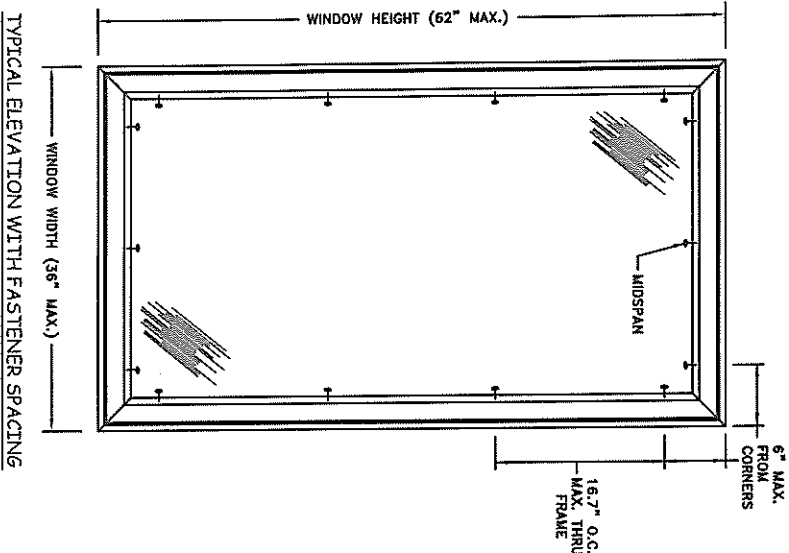 WINDOW HEIGHT (62" MAX.)
MIDSPAN
6" MAX.
FROM
CORNERS
16.7" O.C.
MAX. THRU
FRAME
WINDOW WIDTH (36" MAX.)
TYPICAL ELEVATION WITH FASTENER SPACING